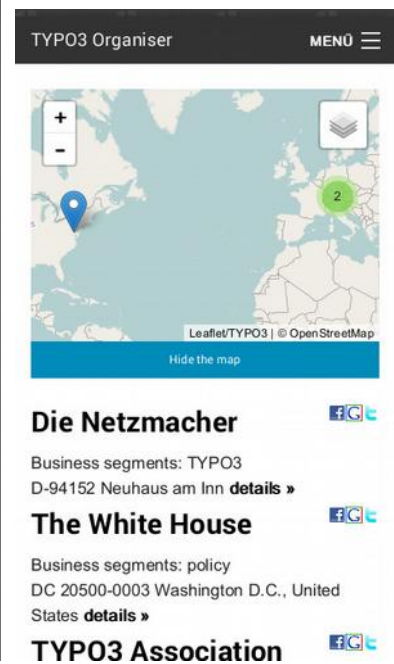 TYPO3 Organiser
MENÜ
+
-
2
Leaflet/TYPO3 | © OpenStreetMap
Hide the map
Die Netzmacher
Business segments: TYPO3
D-94152 Neuhaus am Inn details »
The White House
Business segments: policy
DC 20500-0003 Washington D.C., United
States details »
TYPO3 Association